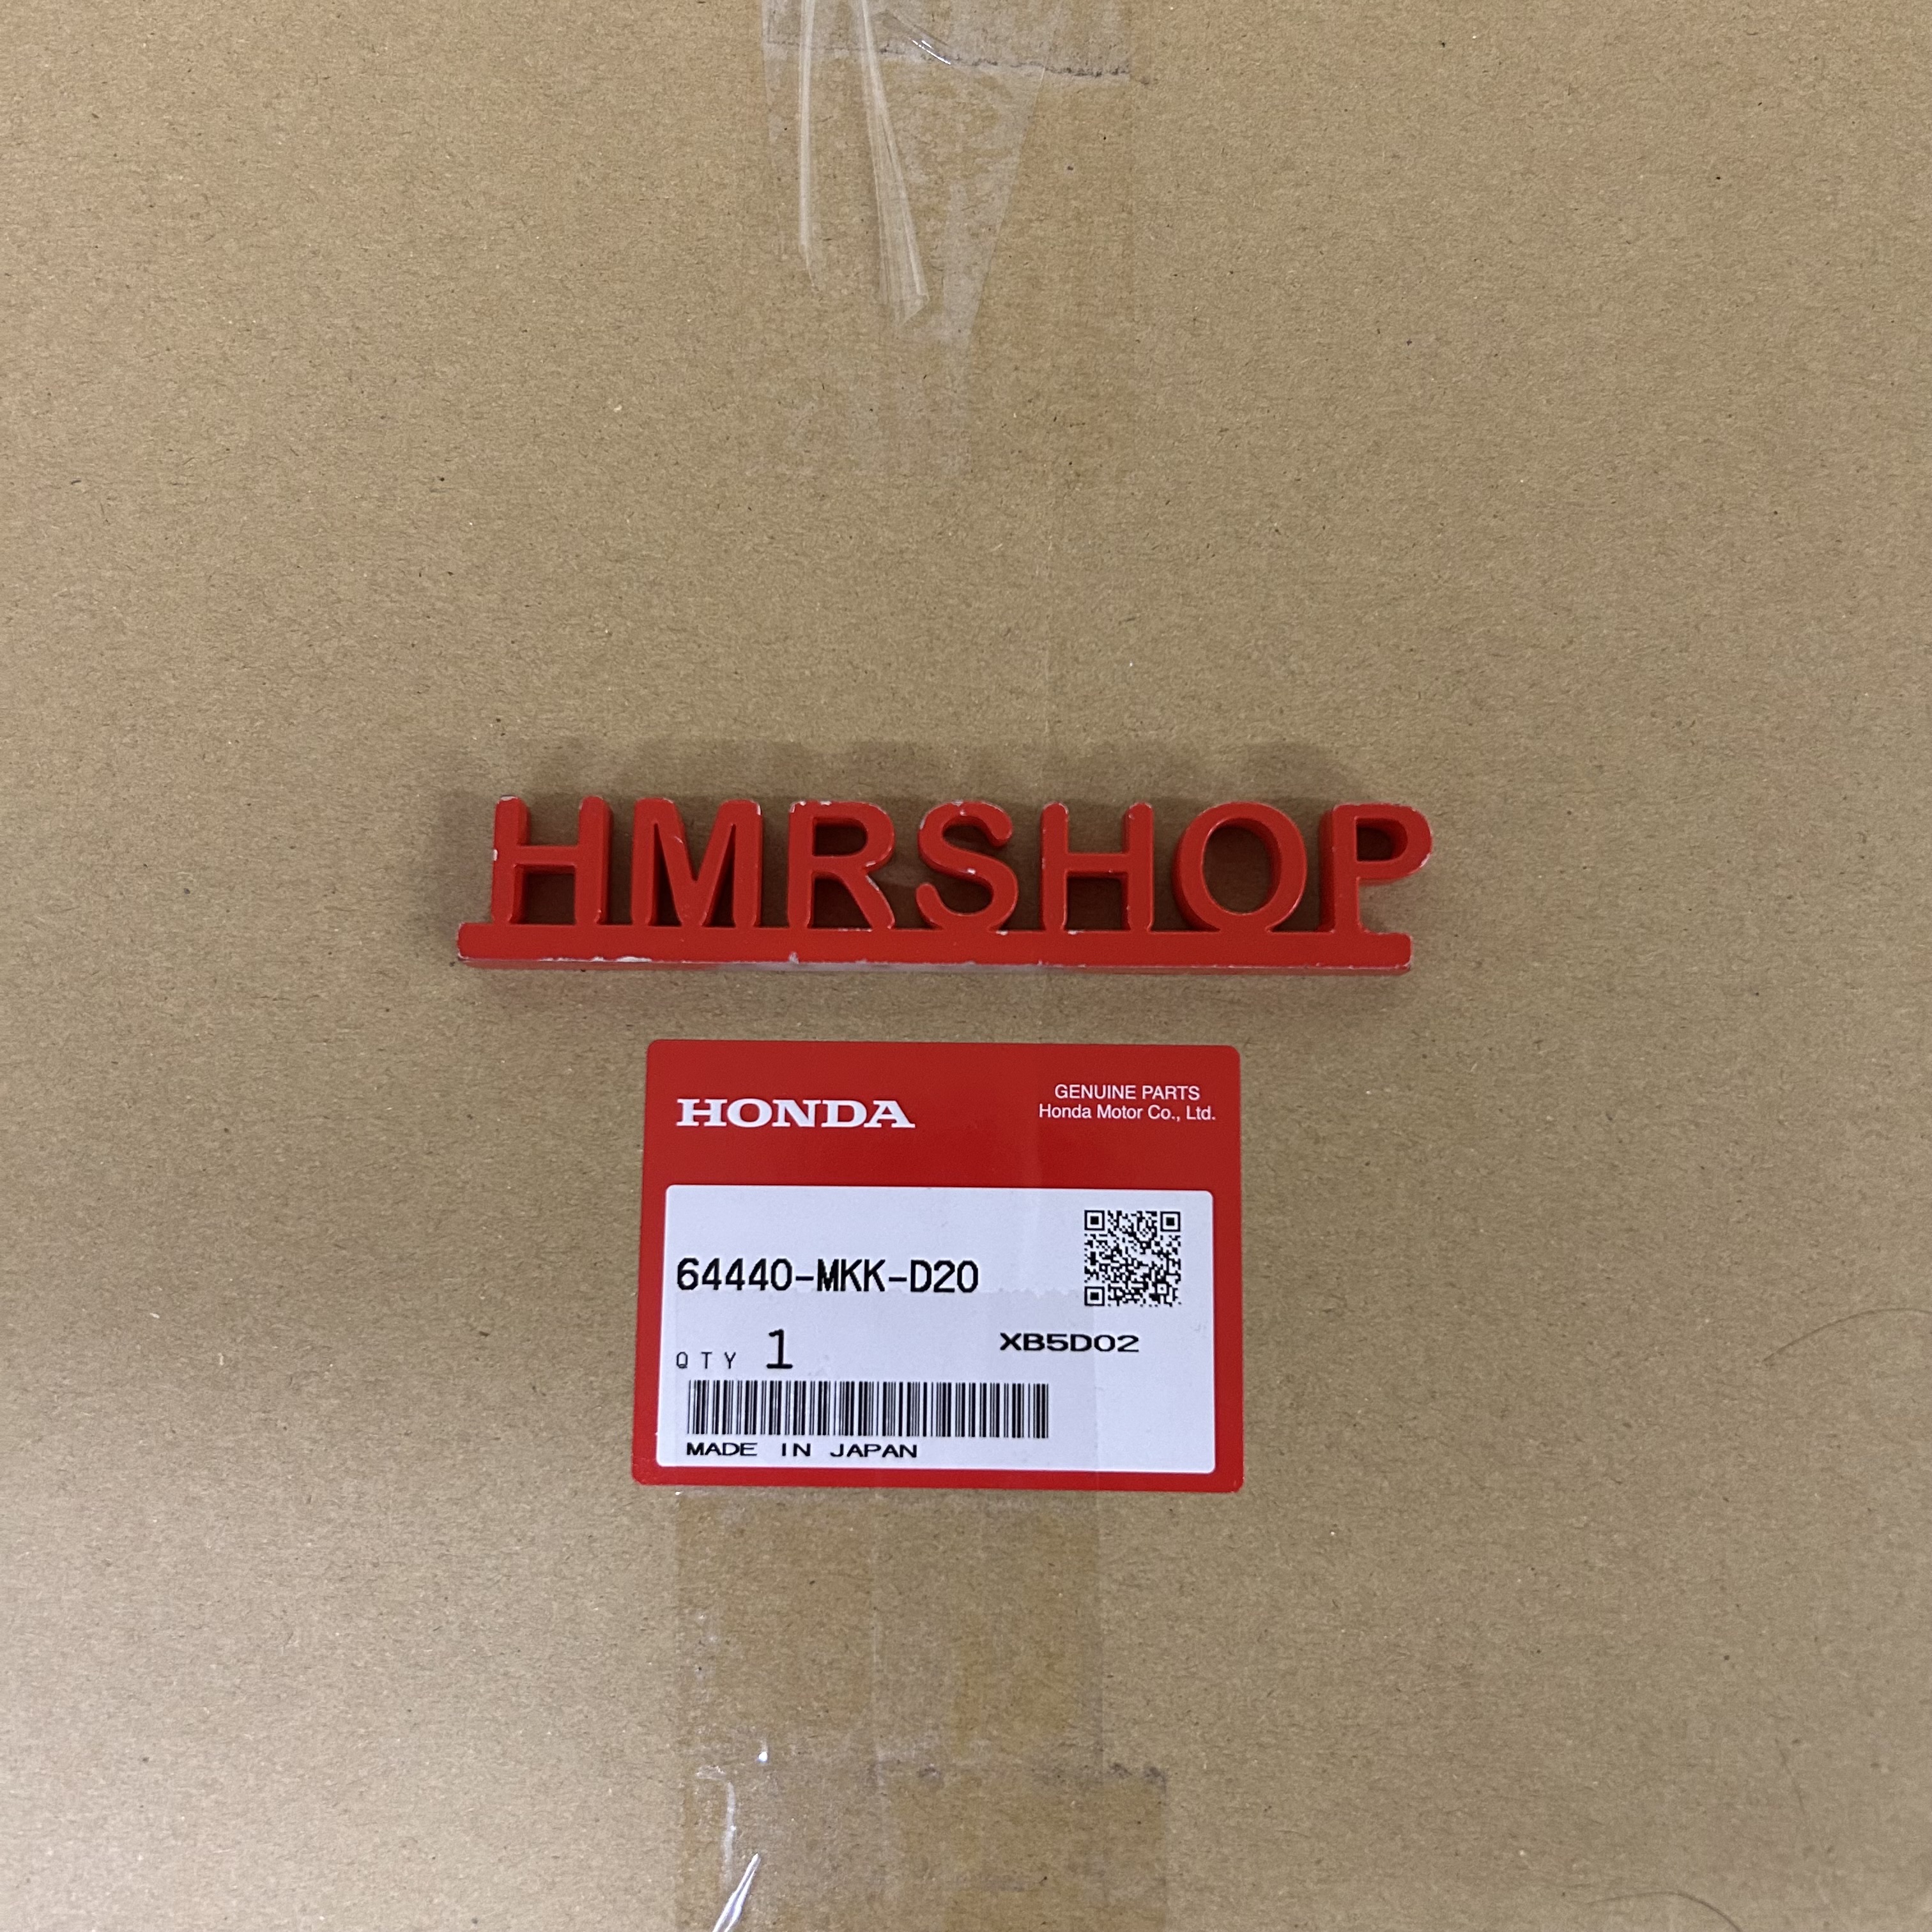 HMRSHOP
HONDA
GENUINE PARTS
Honda Motor Co., Ltd.
64440-MKK-D20
QTY 1
XB5D02
MADE IN JAPAN